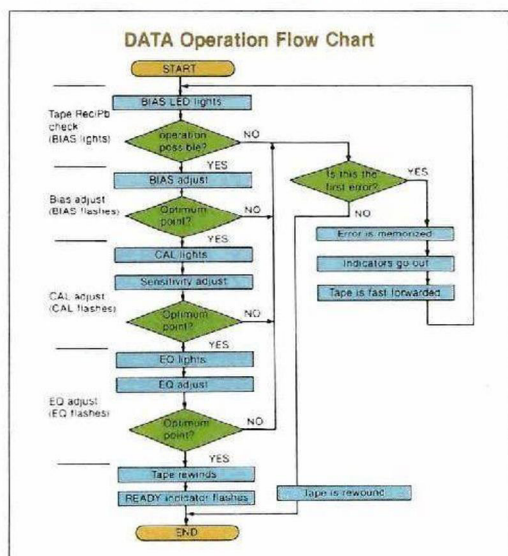 DATA Operation Flow Chart
START
Tape Rec/Pb
check
(BIAS lights)
BIAS LED lights
operation
possible?
NO
YES
Bias adjust
(BIAS flashes)
BIAS adjust
Optimum
point?
NO
YES
CAL adjust
(CAL flashes)
CAL lights
Sensitivity adjust
Optimum
point?
NO
YES
EQ adjust
(EQ flashes)
EQ lights
EQ adjust
Optimum
point?
NO
YES
Tape rewinds
READY indicator flashes
END
Is this the
first error?
YES
NO
Error is memorized
Indicators go out
Tape is fast forwarded
Tape is rewound